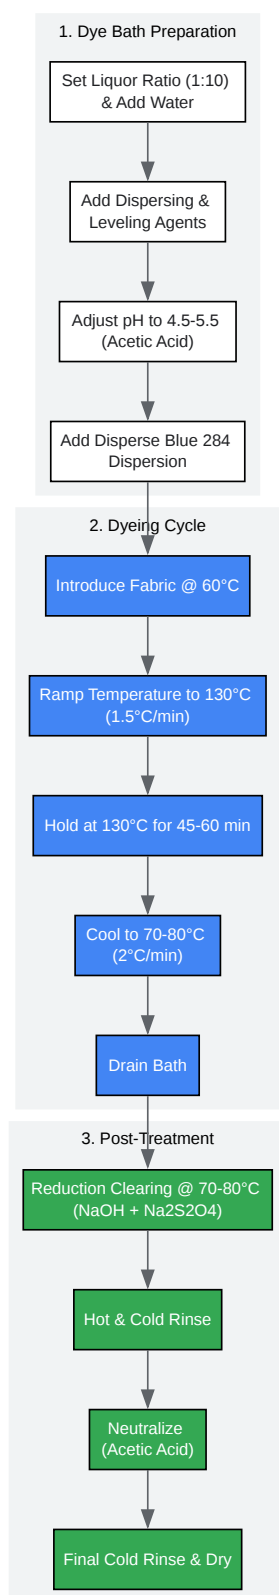 1. Dye Bath Preparation
Set Liquor Ratio (1:10)
& Add Water
Add Dispersing &
Leveling Agents
Adjust pH to 4.5-5.5
(Acetic Acid)
Add Disperse Blue 284
Dispersion
2. Dyeing Cycle
Introduce Fabric @ 60°C
Ramp Temperature to 130°C
(1.5°C/min)
Hold at 130°C for 45-60 min
Cool to 70-80°C
(2°C/min)
Drain Bath
3. Post-Treatment
Reduction Clearing @ 70-80°C
(NaOH + Na2S2O4)
Hot & Cold Rinse
Neutralize
(Acetic Acid)
Final Cold Rinse & Dry